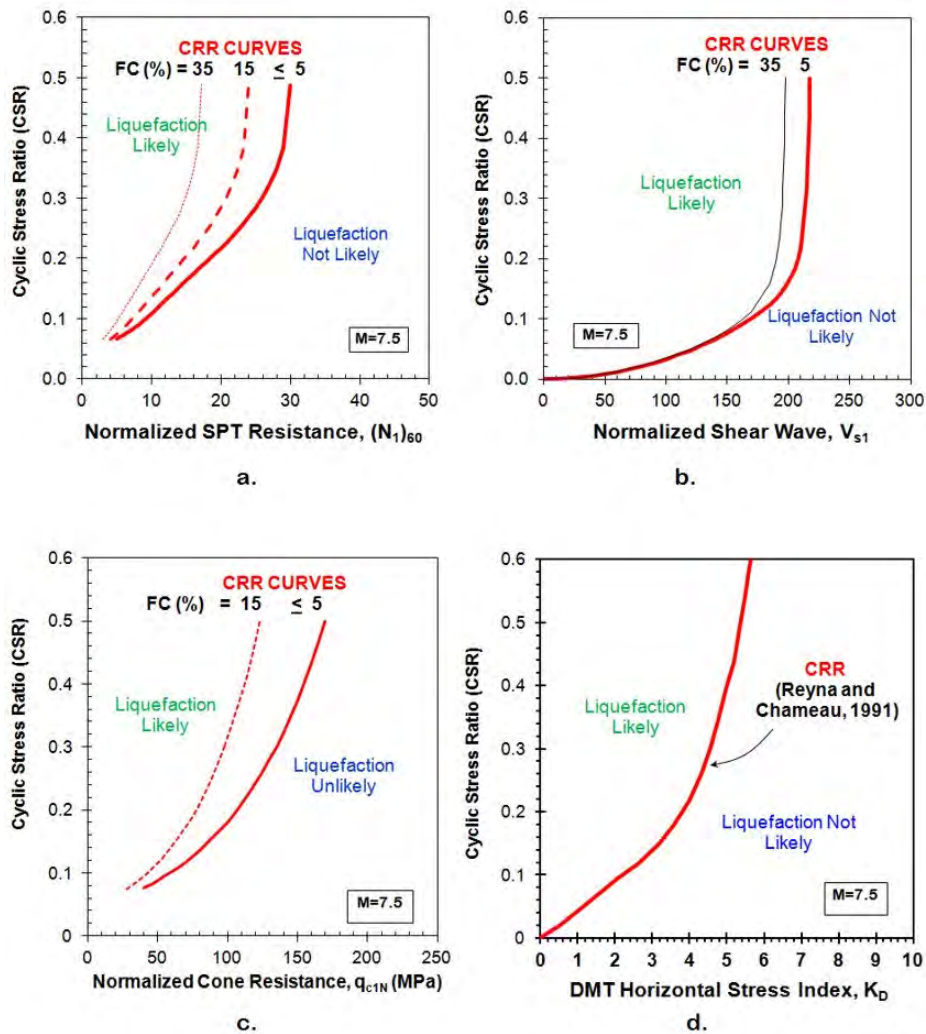 CRR CURVES
FC (%) = 35 15 ≤ 5
Liquefaction
Likely
Liquefaction
Not Likely
M=7.5
Cyclic Stress Ratio (CSR)
0.6
0.5
0.4
0.3
0.2
0.1
0.0
0 10 20 30 40 50
Normalized SPT Resistance, (N1)60
a.
CRR CURVES
FC (%) = 35 5
Liquefaction
Likely
Liquefaction Not
Likely
M=7.5
Cyclic Stress Ratio (CSR)
0.6
0.5
0.4
0.3
0.2
0.1
0.0
0 50 100 150 200 250 300
Normalized Shear Wave, Vs1
b.
CRR CURVES
FC (%) = 15 ≤ 5
Liquefaction
Likely
Liquefaction
Unlikely
M=7.5
Cyclic Stress Ratio (CSR)
0.6
0.5
0.4
0.3
0.2
0.1
0
0 50 100 150 200 250
Normalized Cone Resistance, qc1N (MPa)
c.
CRR
(Reyna and
Chameau, 1991)
Liquefaction
Likely
Liquefaction Not
Likely
M=7.5
Cyclic Stress Ratio (CSR)
0.6
0.5
0.4
0.3
0.2
0.1
0
0 1 2 3 4 5 6 7 8 9 10
DMT Horizontal Stress Index, KD
d.